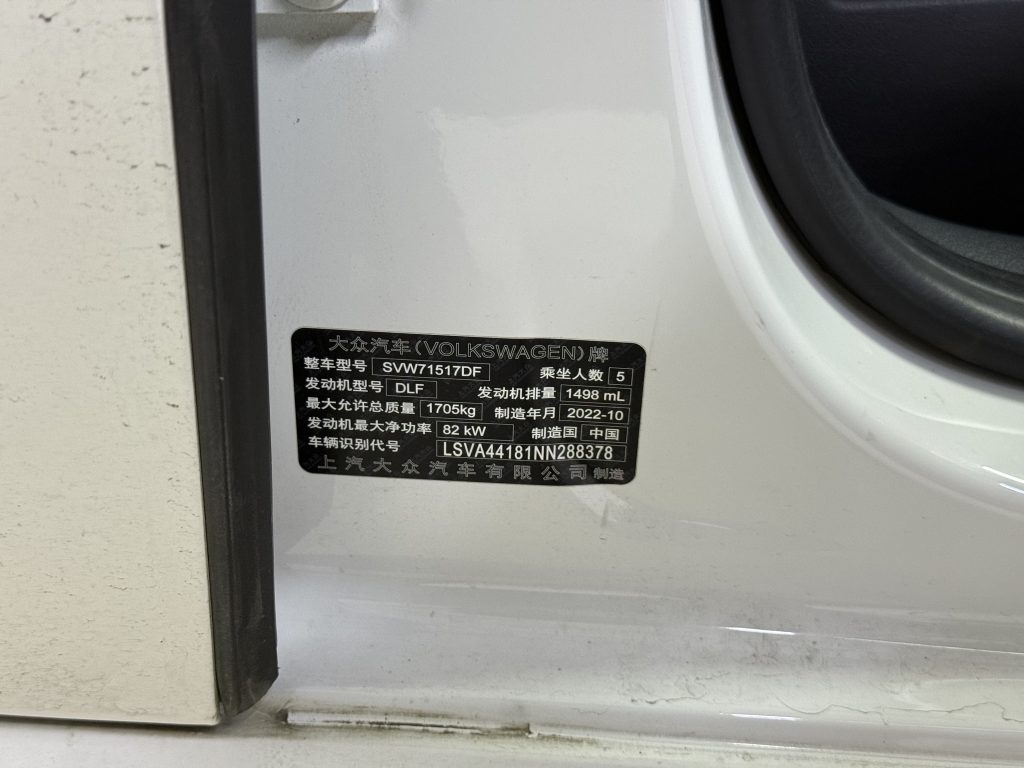 大众汽车(VOLKSWAGEN)牌
整车型号 SVW71517DF 乘坐人数 5
发动机型号 DLF 发动机排量 1498 mL
最大允许总质量 1705kg 制造年月 2022-10
发动机最大净功率 82 kW 制造国 中国
车辆识别代号 LSVA44181NN288378
上汽大众汽车有限公司 制造